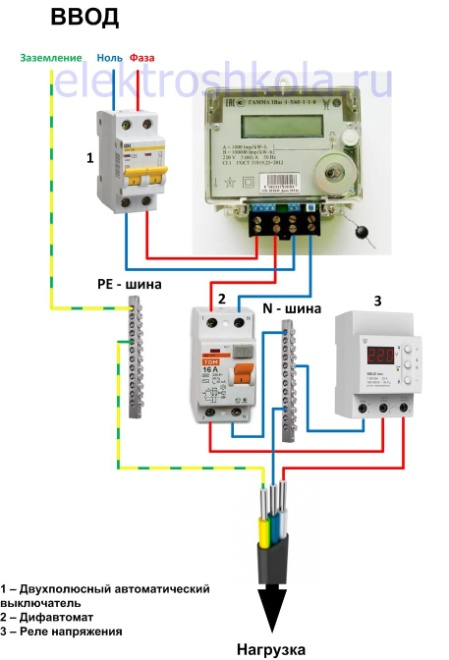 ВВОД
Заземление Ноль Фаза
elektroshkola.ru
1
PE - шина
2
N - шина
3
TDM
16 A
220
1 – Двухполюсный автоматический
выключатель
2 – Дифавтомат
3 – Реле напряжения
Нагрузка